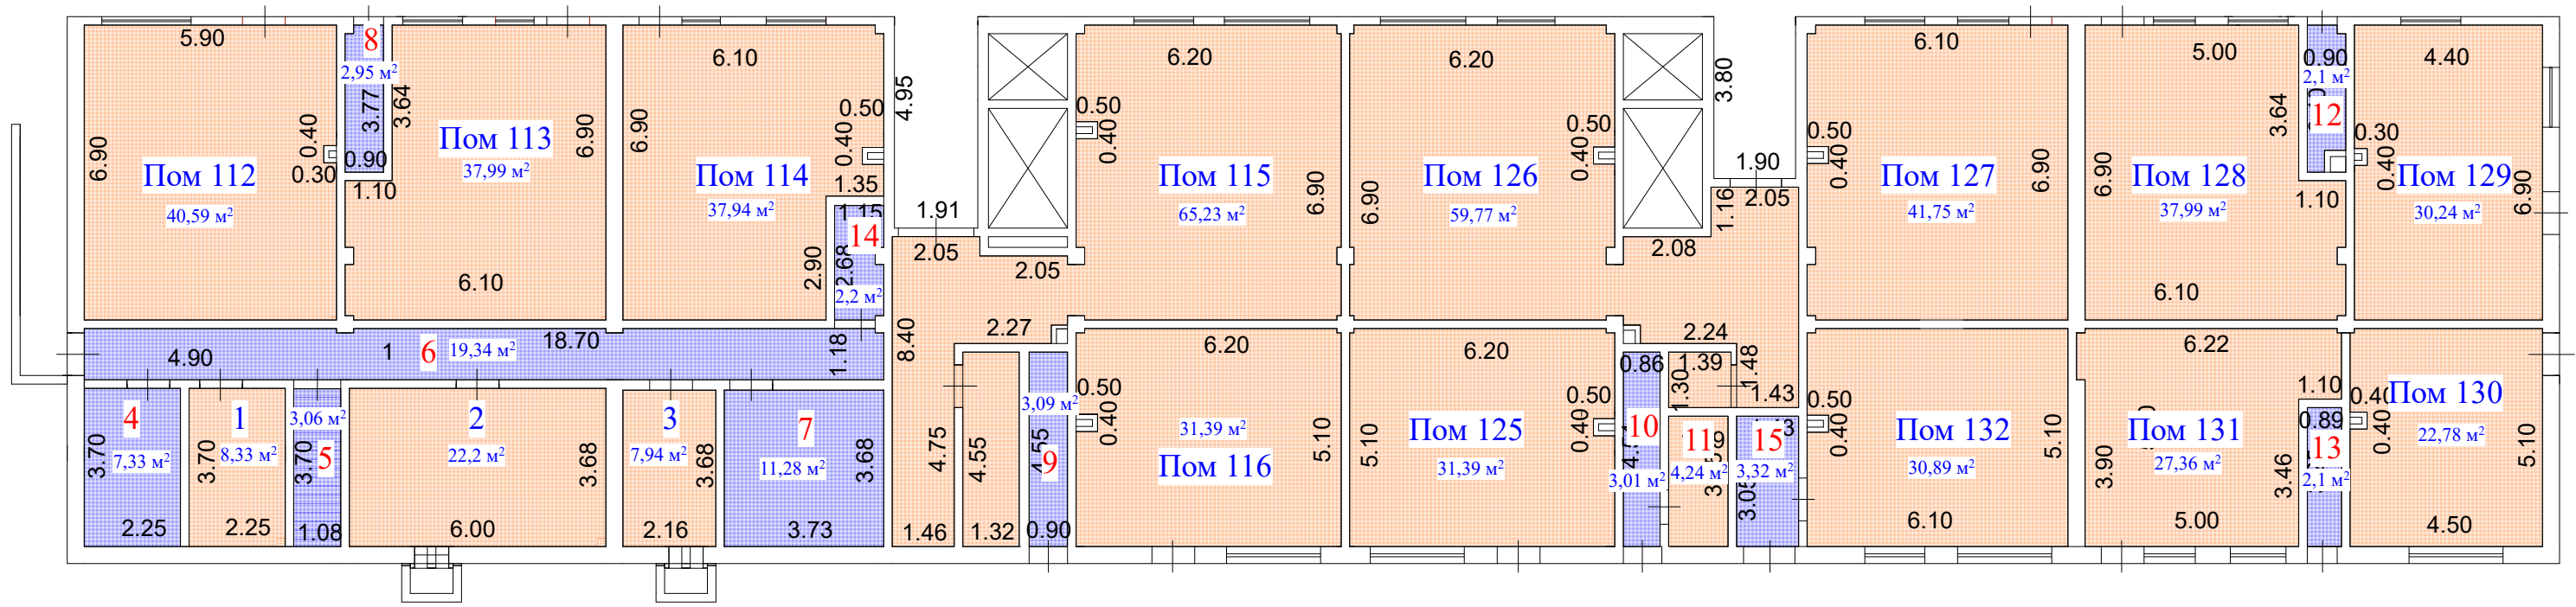 5.90
6.90
0.40
0.30
Пом 112
40,59 м²
8
2,95 м²
3.77
0.90
3.64
1.10
Пом 113
37,99 м²
6.90
6.10
6.10
6.90
Пом 114
37,94 м²
0.50
0.40
1.35
1.15
14
2.68
2.90
2,2 м²
4.95
1.91
2.05
2.05
6.20
0.50
0.40
Пом 115
65,23 м²
6.90
6.20
6.90
Пом 126
59,77 м²
0.50
0.40
3.80
1.90
2.05
1.16
2.08
6.10
0.50
0.40
Пом 127
41,75 м²
6.90
5.00
6.90
Пом 128
37,99 м²
3.64
1.10
6.10
0.90
2,1 м²
12
4.40
0.30
0.40
Пом 129
30,24 м²
6.90
4.90
1
6
19,34 м²
18.70
1.18
8.40
2.27
4
3.70
7,33 м²
2.25
1
3.70
8,33 м²
2.25
3,06 м²
3.70
5
1.08
2
22,2 м²
3.68
6.00
3
7,94 м²
3.68
2.16
7
11,28 м²
3.68
3.73
4.75
1.46
4.55
1.32
3,09 м²
4.55
9
0.90
6.20
0.50
0.40
31,39 м²
Пом 116
5.10
6.20
5.10
Пом 125
31,39 м²
0.50
0.40
0.86
10
3,01 м²
2.24
1.39
1.30
1.48
1.43
11
4,24 м²
15
3,32 м²
3.05
0.50
0.40
Пом 132
30,89 м²
5.10
6.10
6.22
1.10
Пом 131
27,36 м²
3.90
3.46
5.00
0.89
13
2,1 м²
0.40
Пом 130
22,78 м²
5.10
4.50